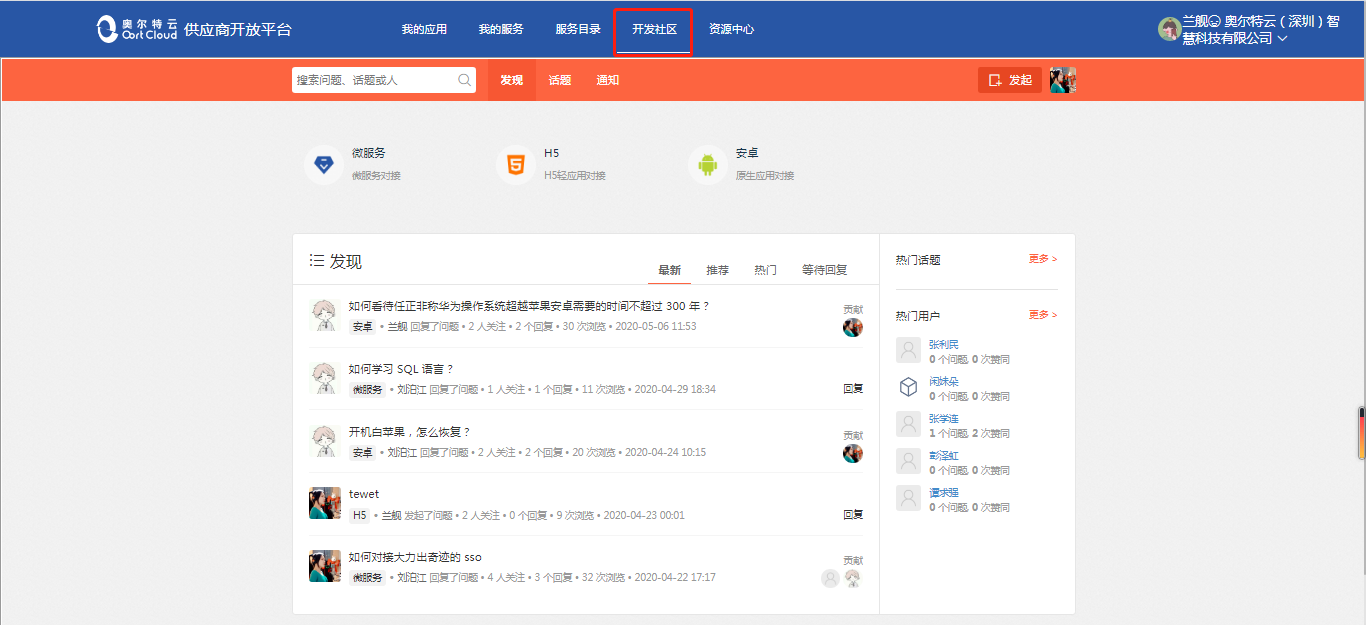 奥尔特云
Oort Cloud
供应商开放平台
我的应用
我的服务
服务目录
开发社区
资源中心
兰舰
奥尔特云（深圳）智
慧科技有限公司
搜索问题、话题或人
发现
话题
通知
发起
微服务
微服务对接
H5
H5轻应用对接
安卓
原生应用对接
发现
最新
推荐
热门
等待回复
如何看待任正非称华为操作系统超越苹果安卓需要的时间不超过 300 年？
安卓 • 兰舰 回复了问题 • 2 人关注 • 2 个回复 • 30 次浏览 • 2020-05-06 11:53
贡献
如何学习 SQL 语言？
微服务 • 刘洎江 回复了问题 • 1 人关注 • 1 个回复 • 11 次浏览 • 2020-04-29 18:34
回复
开机白苹果，怎么恢复？
安卓 • 刘洎江 回复了问题 • 2 人关注 • 2 个回复 • 20 次浏览 • 2020-04-24 10:15
贡献
tewet
H5 • 兰舰 发起了问题 • 2 人关注 • 0 个回复 • 9 次浏览 • 2020-04-23 00:01
回复
如何对接大力出奇迹的 sso
微服务 • 刘洎江 回复了问题 • 4 人关注 • 3 个回复 • 32 次浏览 • 2020-04-22 17:17
贡献
热门话题
更多 >
热门用户
更多 >
张利民
0 个问题, 0 次赞同
闲妹朵
0 个问题, 0 次赞同
张学连
1 个问题, 2 次赞同
彭泽虹
0 个问题, 0 次赞同
谭求强
0 个问题, 0 次赞同